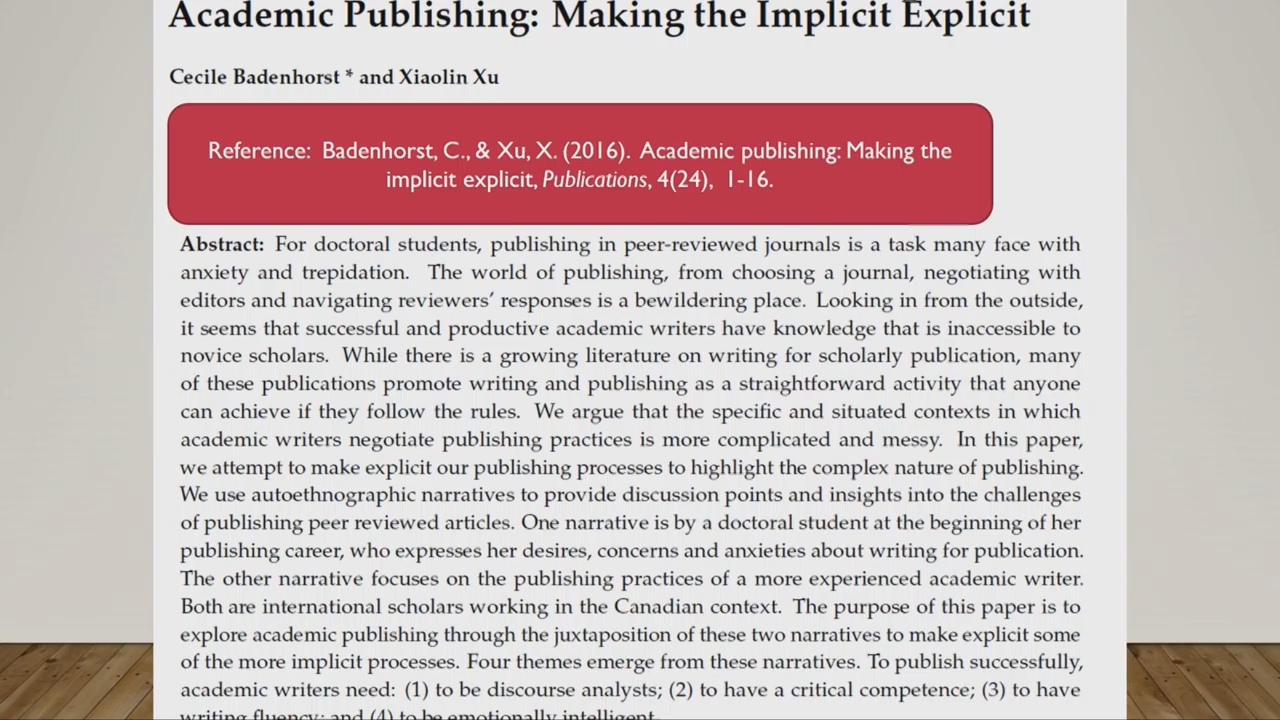 Academic Publishing: Making the Implicit Explicit
Cecile Badenhorst * and Xiaolin Xu
Reference: Badenhorst, C., & Xu, X. (2016). Academic publishing: Making the
implicit explicit, Publications, 4(24), 1-16.
Abstract: For doctoral students, publishing in peer-reviewed journals is a task many face with
anxiety and trepidation. The world of publishing, from choosing a journal, negotiating with
editors and navigating reviewers’ responses is a bewildering place. Looking in from the outside,
it seems that successful and productive academic writers have knowledge that is inaccessible to
novice scholars. While there is a growing literature on writing for scholarly publication, many
of these publications promote writing and publishing as a straightforward activity that anyone
can achieve if they follow the rules. We argue that the specific and situated contexts in which
academic writers negotiate publishing practices is more complicated and messy. In this paper,
we attempt to make explicit our publishing processes to highlight the complex nature of publishing.
We use autoethnographic narratives to provide discussion points and insights into the challenges
of publishing peer reviewed articles. One narrative is by a doctoral student at the beginning of her
publishing career, who expresses her desires, concerns and anxieties about writing for publication.
The other narrative focuses on the publishing practices of a more experienced academic writer.
Both are international scholars working in the Canadian context. The purpose of this paper is to
explore academic publishing through the juxtaposition of these two narratives to make explicit some
of the more implicit processes. Four themes emerge from these narratives. To publish successfully,
academic writers need: (1) to be discourse analysts; (2) to have a critical competence; (3) to have
writing fluency; and (4) to be emotionally intelligent.